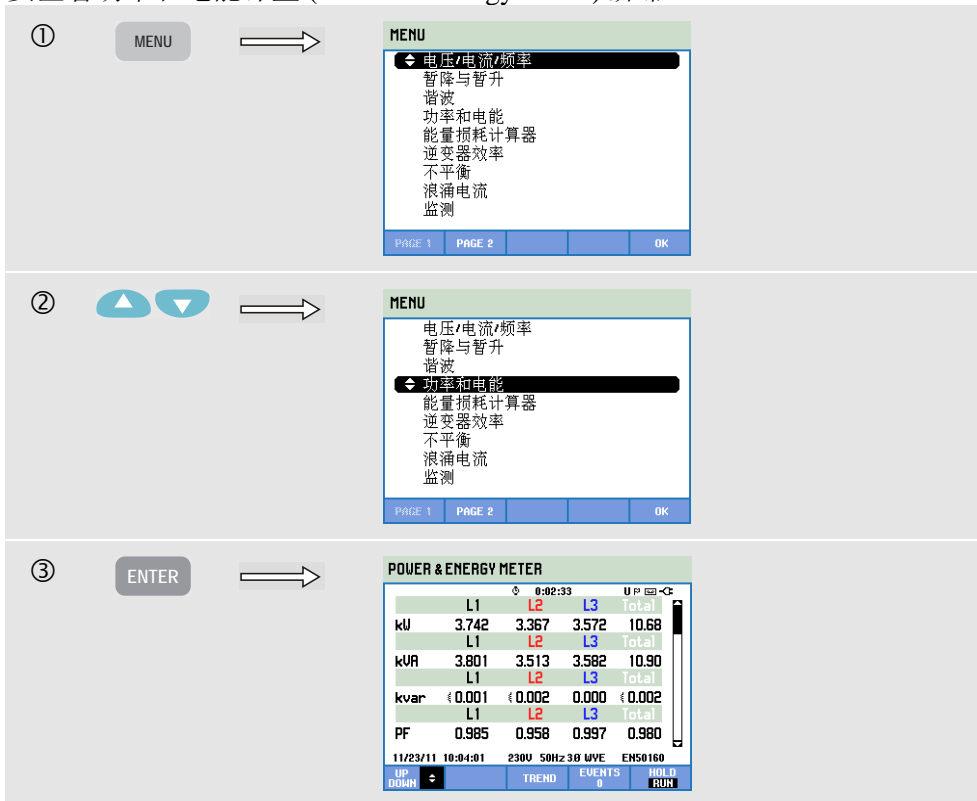 ①
MENU
MENU
电压/电流/频率
暂降与暂升
谐波
功率和电能
能量损耗计算器
逆变器效率
不平衡
浪涌电流
监测
PAGE 1 PAGE 2 OK
②
MENU
电压/电流/频率
暂降与暂升
谐波
功率和电能
能量损耗计算器
逆变器效率
不平衡
浪涌电流
监测
PAGE 1 PAGE 2 OK
③
ENTER
POWER & ENERGY METER
0:02:33 U
L1 L2 L3 Total
kW 3.742 3.367 3.572 10.68
L1 L2 L3 Total
kVA 3.801 3.513 3.582 10.90
L1 L2 L3 Total
kvar 0.001 0.002 0.000 0.002
L1 L2 L3 Total
PF 0.985 0.958 0.997 0.980
11/23/11 10:04:01 230V 50Hz 3Ø WYE EN50160
UP DOWN TREND EVENTS 0 HOLD RUN